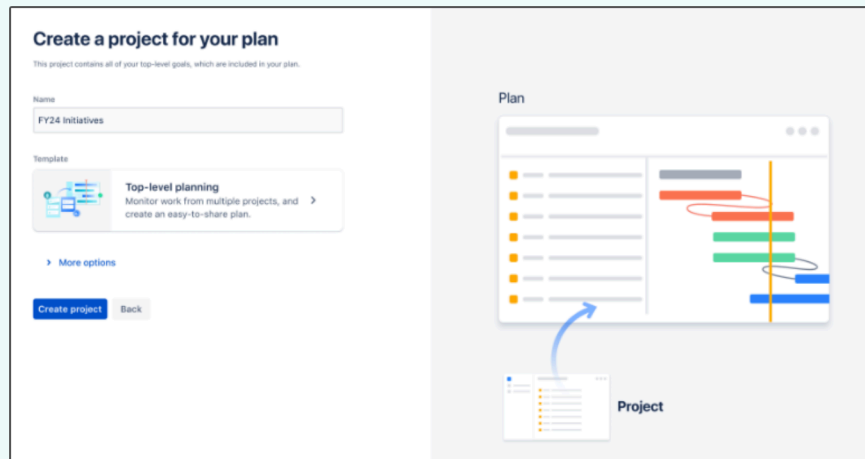 Create a project for your plan
This project contains all of your top-level goals, which are included in your plan.
Name
FY24 Initiatives
Template
Top-level planning
Monitor work from multiple projects, and
create an easy-to-share plan.
More options
Create project
Back
Plan
Project